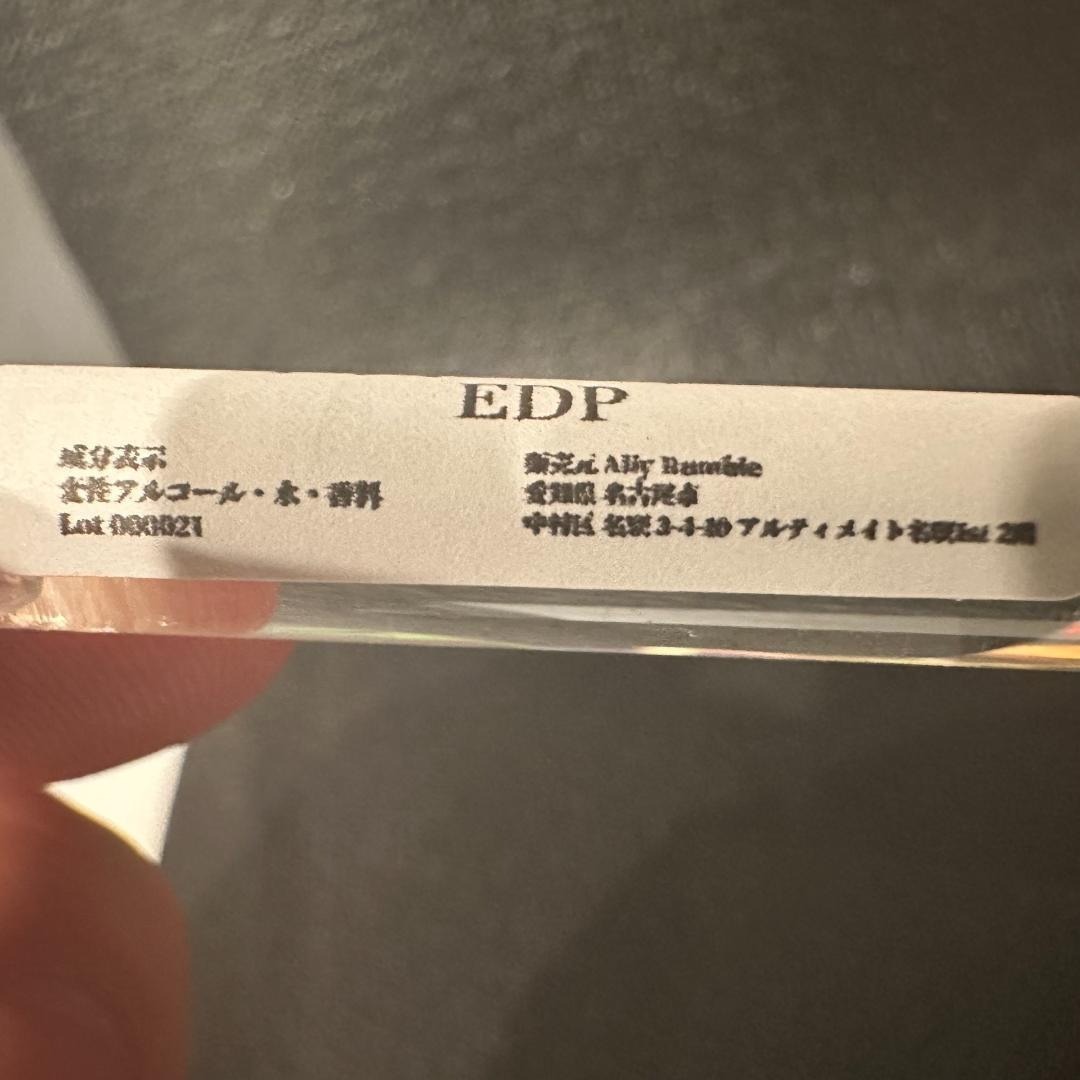 EDP
成分表示
変性アルコール・水・香料
Lot 000021
販売元 Ally Rumble
愛知県 名古屋市
中村区 名駅 3-4-10 アルティメイト名駅1st 2階